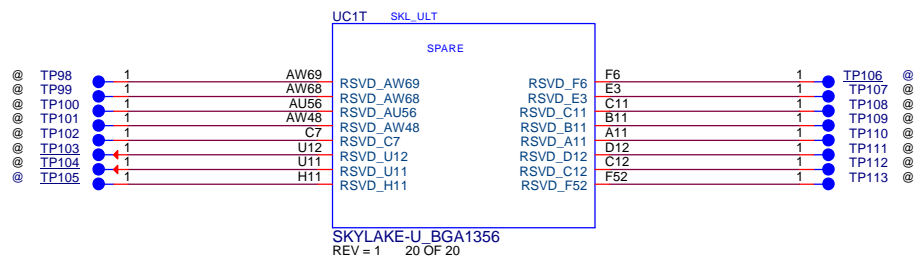 UC1T SKL_ULT
SPARE
@ TP98 1 AW69 RSVD_AW69 RSVD_F6 F6 1 TP106 @
@ TP99 1 AW68 RSVD_AW68 RSVD_E3 E3 1 TP107 @
@ TP100 1 AU56 RSVD_AU56 RSVD_C11 C11 1 TP108 @
@ TP101 1 AW48 RSVD_AW48 RSVD_B11 B11 1 TP109 @
@ TP102 1 C7 RSVD_C7 RSVD_A11 A11 1 TP110 @
@ TP103 1 U12 RSVD_U12 RSVD_D12 D12 1 TP111 @
@ TP104 1 U11 RSVD_U11 RSVD_C12 C12 1 TP112 @
@ TP105 1 H11 RSVD_H11 RSVD_F52 F52 1 TP113 @
SKYLAKE-U_BGA1356
REV = 1 20 OF 20